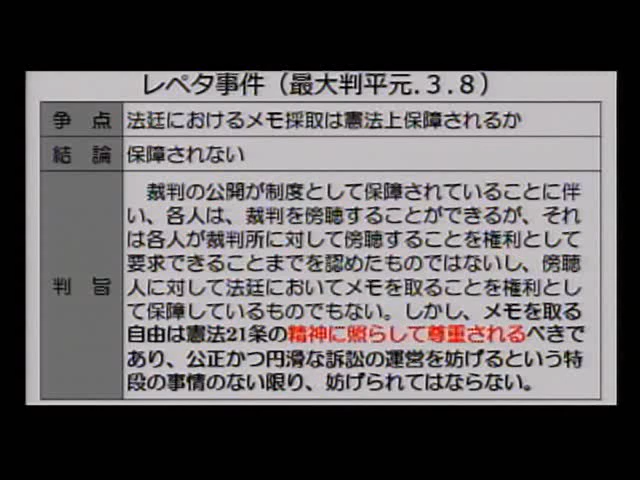 レペタ事件（最大判平元.３.８）
争点 法廷におけるメモ採取は憲法上保障されるか
結論 保障されない
判旨
裁判の公開が制度として保障されていることに伴
い、各人は、裁判を傍聴することができるが、それ
は各人が裁判所に対して傍聴することを権利として
要求できることまでを認めたものではないし、傍聴
人に対して法廷においてメモを取ることを権利とし
て保障しているものでもない。しかし、メモを取る
自由は憲法21条の精神に照らして尊重されるべきで
あり、公正かつ円滑な訴訟の運営を妨げるという特
段の事情のない限り、妨げられてはならない。